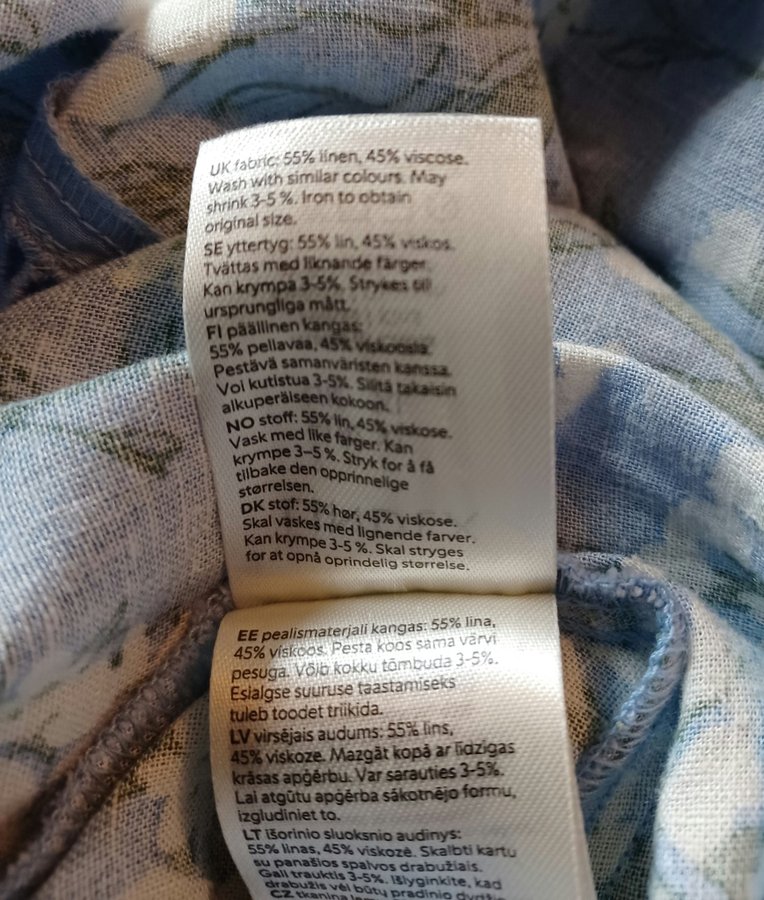 UK fabric: 55% linen, 45% viscose.
Wash with similar colours. May
shrink 3-5 %. Iron to obtain
original size.
SE yttertyg: 55% lin, 45% viskos.
Tvättas med liknande färger.
Kan krympa 3-5%. Strykes till
ursprungliga mått.
FI päällinen kangas:
55% pellavaa, 45% viskoosia.
Pestävä samanväristen kanssa.
Voi kutistua 3-5%. Silitä takaisin
alkuperäiseen kokoon.
NO stoff: 55% lin, 45% viskose.
Vask med like farger. Kan
krympe 3–5 %. Stryk for å få
tilbake den opprinnelige
størrelsen.
DK stof: 55% hør, 45% viskose.
Skal vaskes med lignende farver.
Kan krympe 3-5 %. Skal stryges
for at opnå oprindelig størrelse.
EE pealismaterjali kangas: 55% lina,
45% viskoos. Pesta koos sama värvi
pesuga. Võib kokku tõmbuda 3-5%.
Esialgse suuruse taastamiseks
tuleb toodet triikida.
LV virsējais audums: 55% lins,
45% viskoze. Mazgāt kopā ar līdzīgas
krāsas apģērbu. Var sarauties 3-5%.
Lai atgūtu apģērba sākotnējo formu,
izgludiniet to.
LT išorinio sluoksnio audinys:
55% linas, 45% viskozė. Skalbti kartu
su panašios spalvos drabužiais.
Gali trauktis 3-5%. Išlyginkite, kad
drabužis vėl būtų pradinio
CZ tkanina